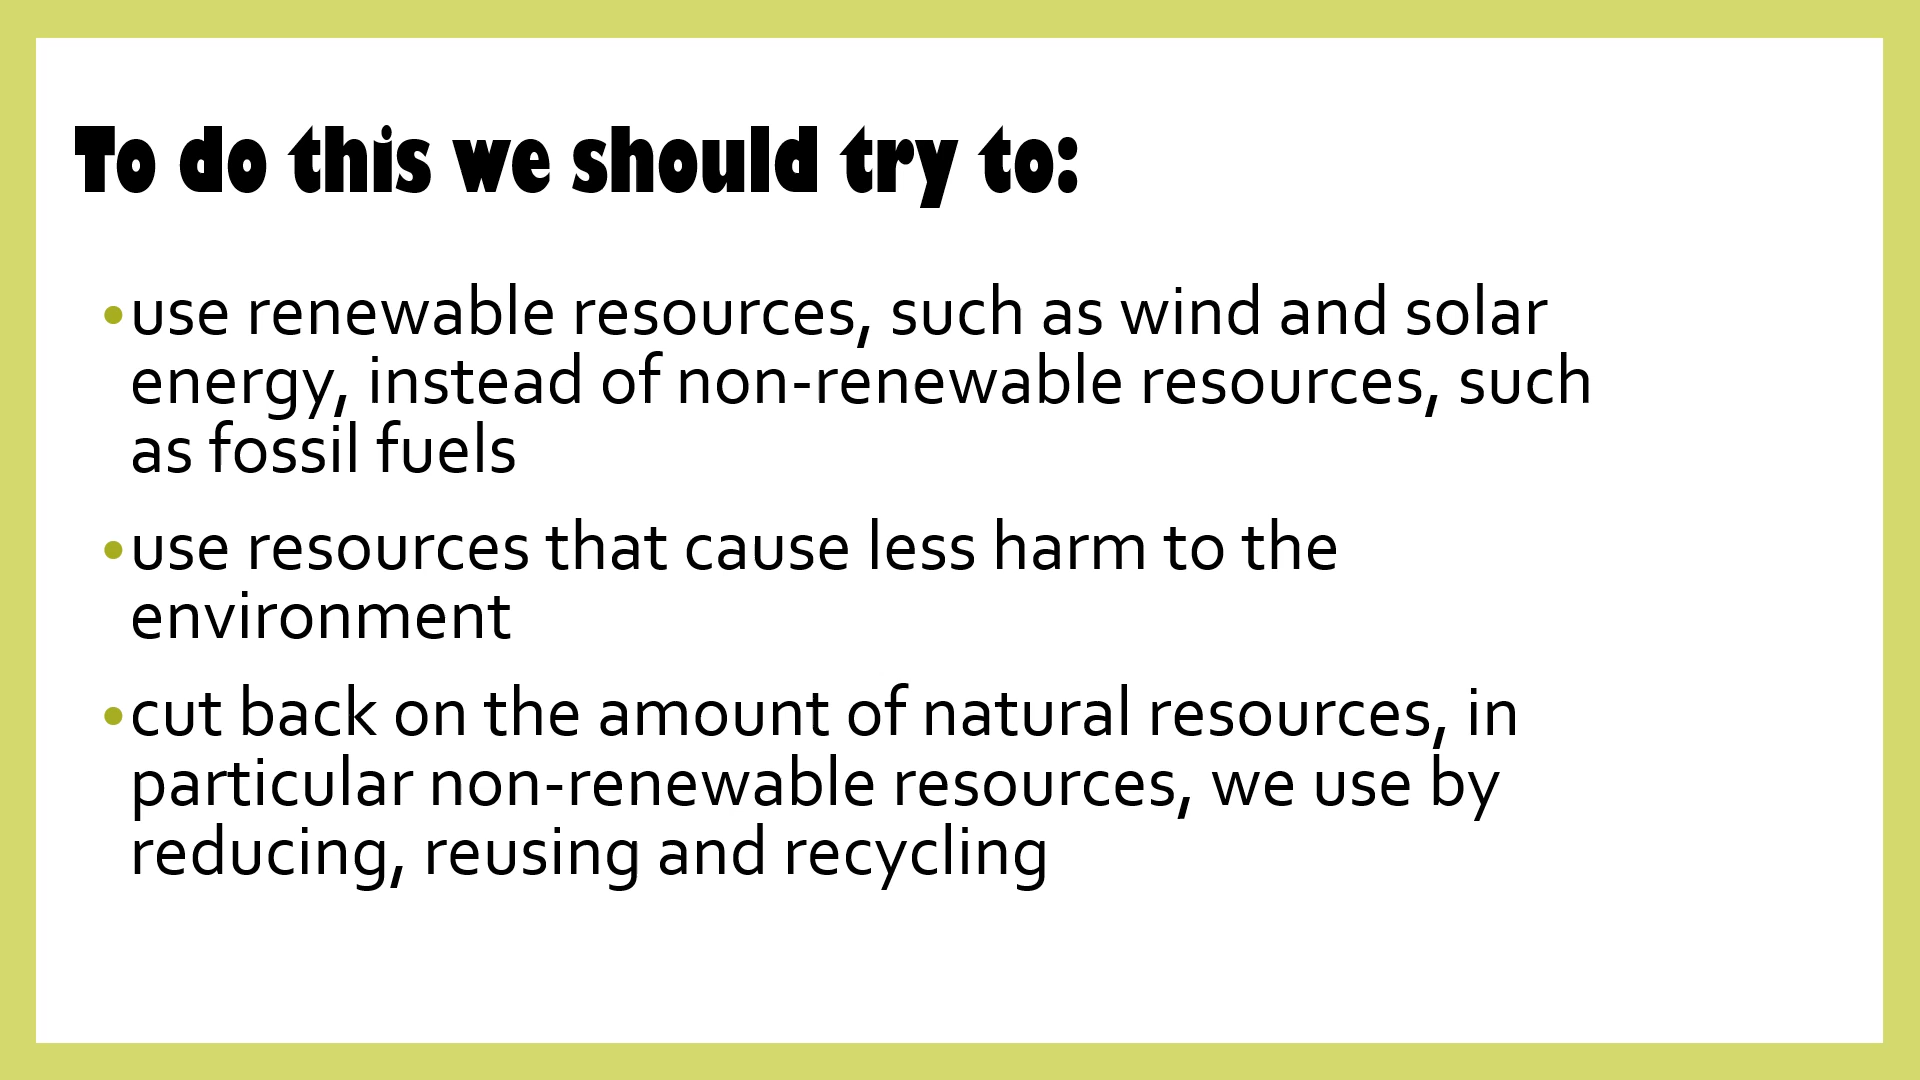 To do this we should try to:
•use renewable resources, such as wind and solar
energy, instead of non-renewable resources, such
as fossil fuels
•use resources that cause less harm to the
environment
•cut back on the amount of natural resources, in
particular non-renewable resources, we use by
reducing, reusing and recycling